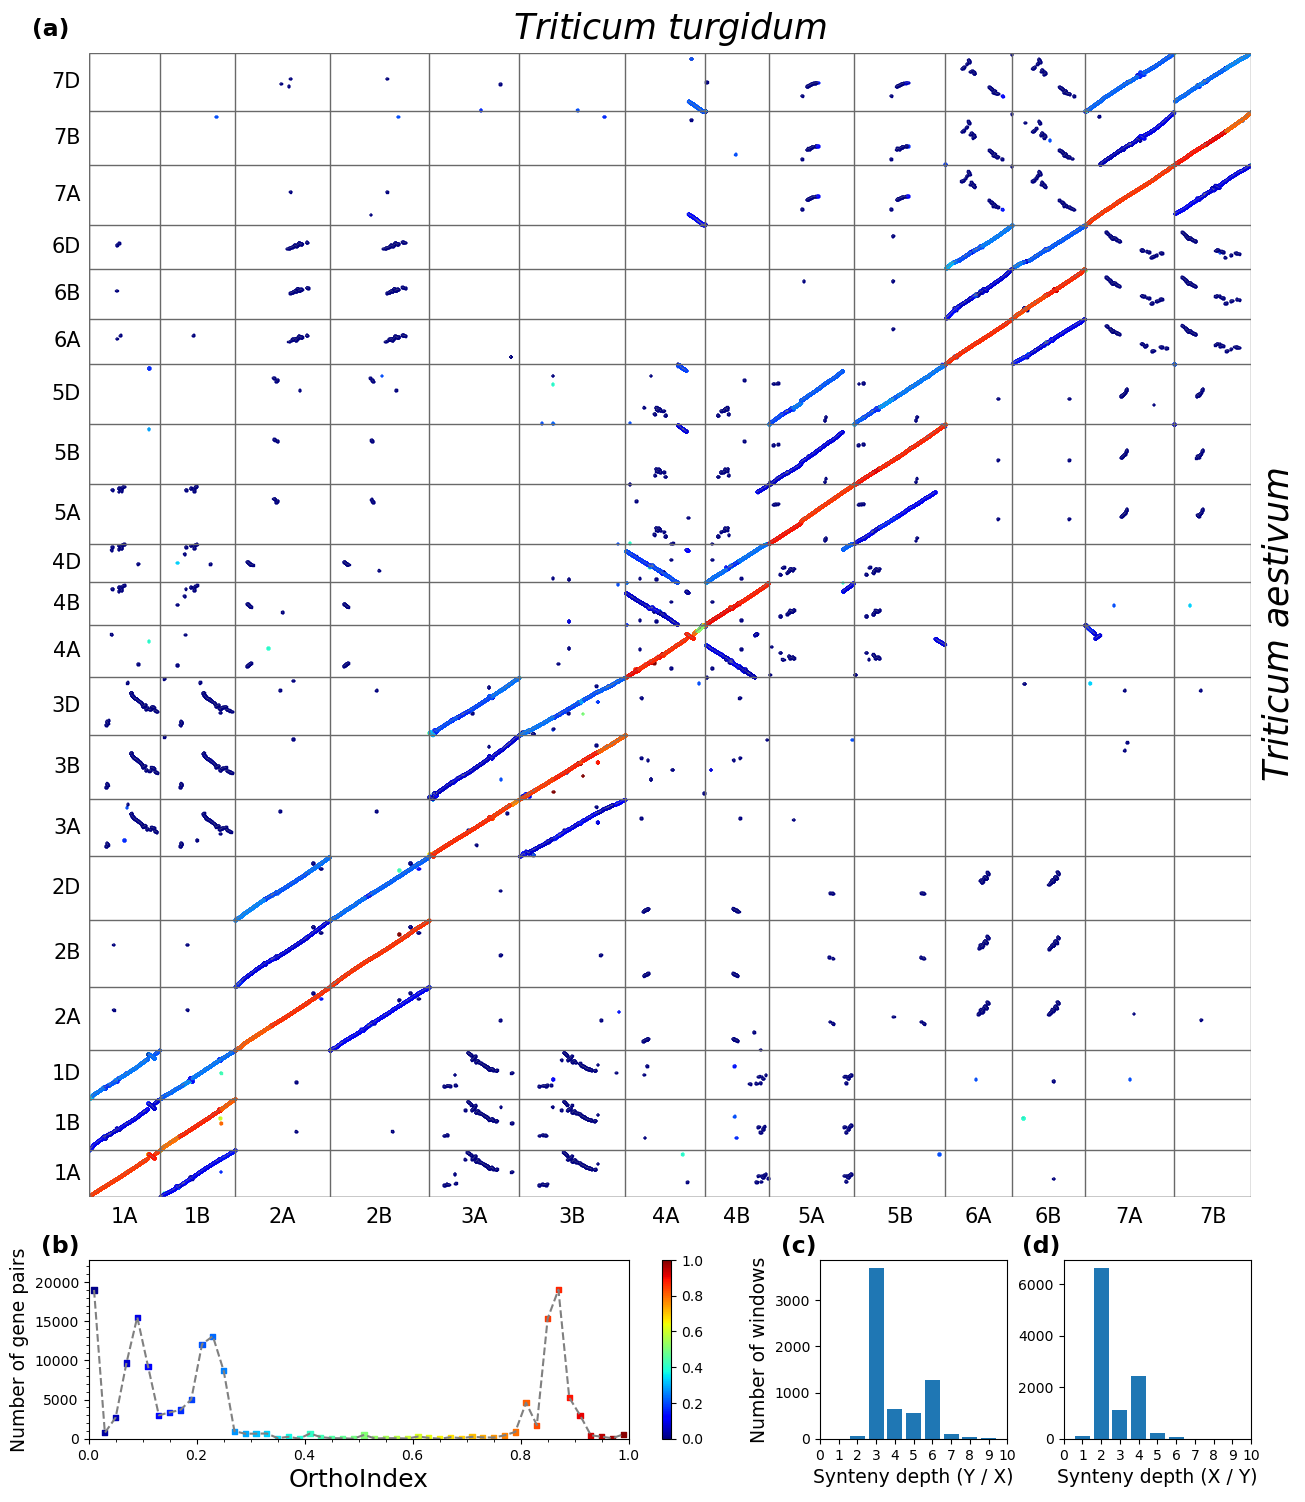 (a)
Triticum turgidum
7D
7B
7A
6D
6B
6A
5D
5B
5A
4D
4B
4A
3D
3B
3A
2D
2B
2A
1D
1B
1A
Triticum aestivum
1A 1B 2A 2B 3A 3B 4A 4B 5A 5B 6A 6B 7A 7B
(b)
Number of gene pairs
20000
15000
10000
5000
0
0.0 0.2 0.4 0.6 0.8 1.0
OrthoIndex
1.0
0.8
0.6
0.4
0.2
0.0
(c)
Number of windows
3000
2000
1000
0
0 1 2 3 4 5 6 7 8 9 10
Synteny depth (Y / X)
(d)
6000
4000
2000
0
0 1 2 3 4 5 6 7 8 9 10
Synteny depth (X / Y)